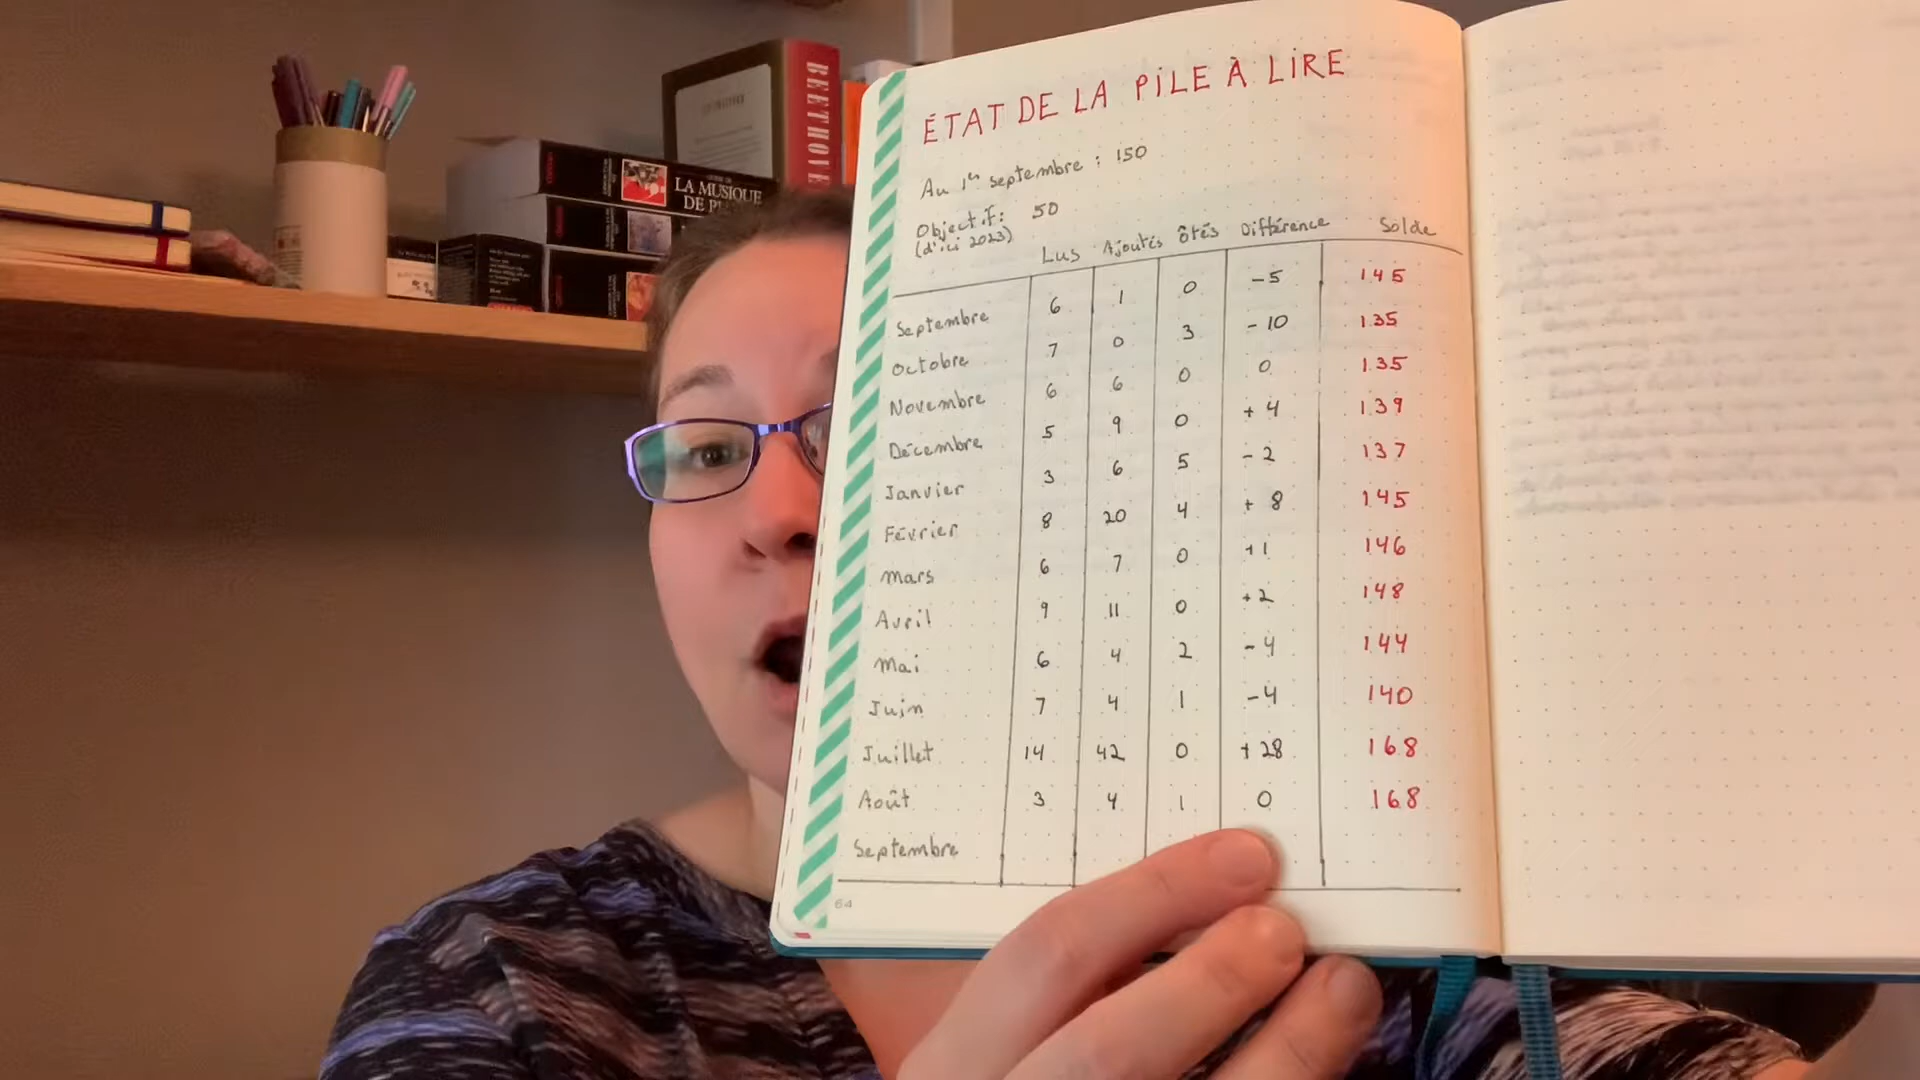 BEETHOV
GUIDE DE
LA MUSIQUE
DE P
ÉTAT DE LA PILE À LIRE
Au 1er septembre : 150
Objectif: 50
(d'ici 2023)
Lus Ajoutés Ôtés Différence Solde
Septembre 6 1 0 -5 145
Octobre 7 0 3 -10 135
Novembre 6 6 0 0 135
Décembre 5 9 0 +4 139
Janvier 3 6 5 -2 137
Février 8 20 4 +8 145
Mars 6 7 0 +1 146
Avril 9 11 0 +2 148
Mai 6 4 2 -4 144
Juin 7 4 1 -4 140
Juillet 14 42 0 +28 168
Août 3 4 1 0 168
Septembre
64